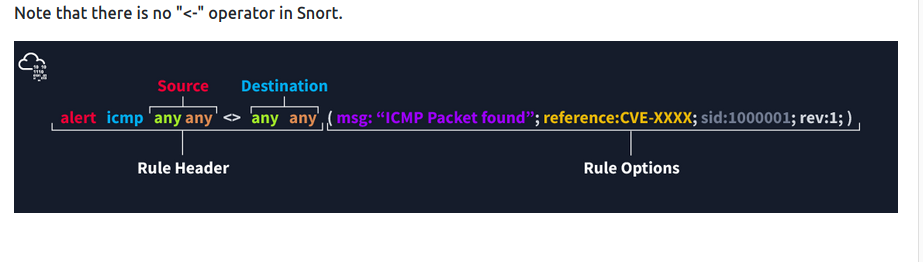 Note that there is no "<-" operator in Snort.
Source Destination
alert icmp any any <> any any ( msg: “ICMP Packet found”; reference:CVE-XXXX; sid:1000001; rev:1; )
Rule Header Rule Options